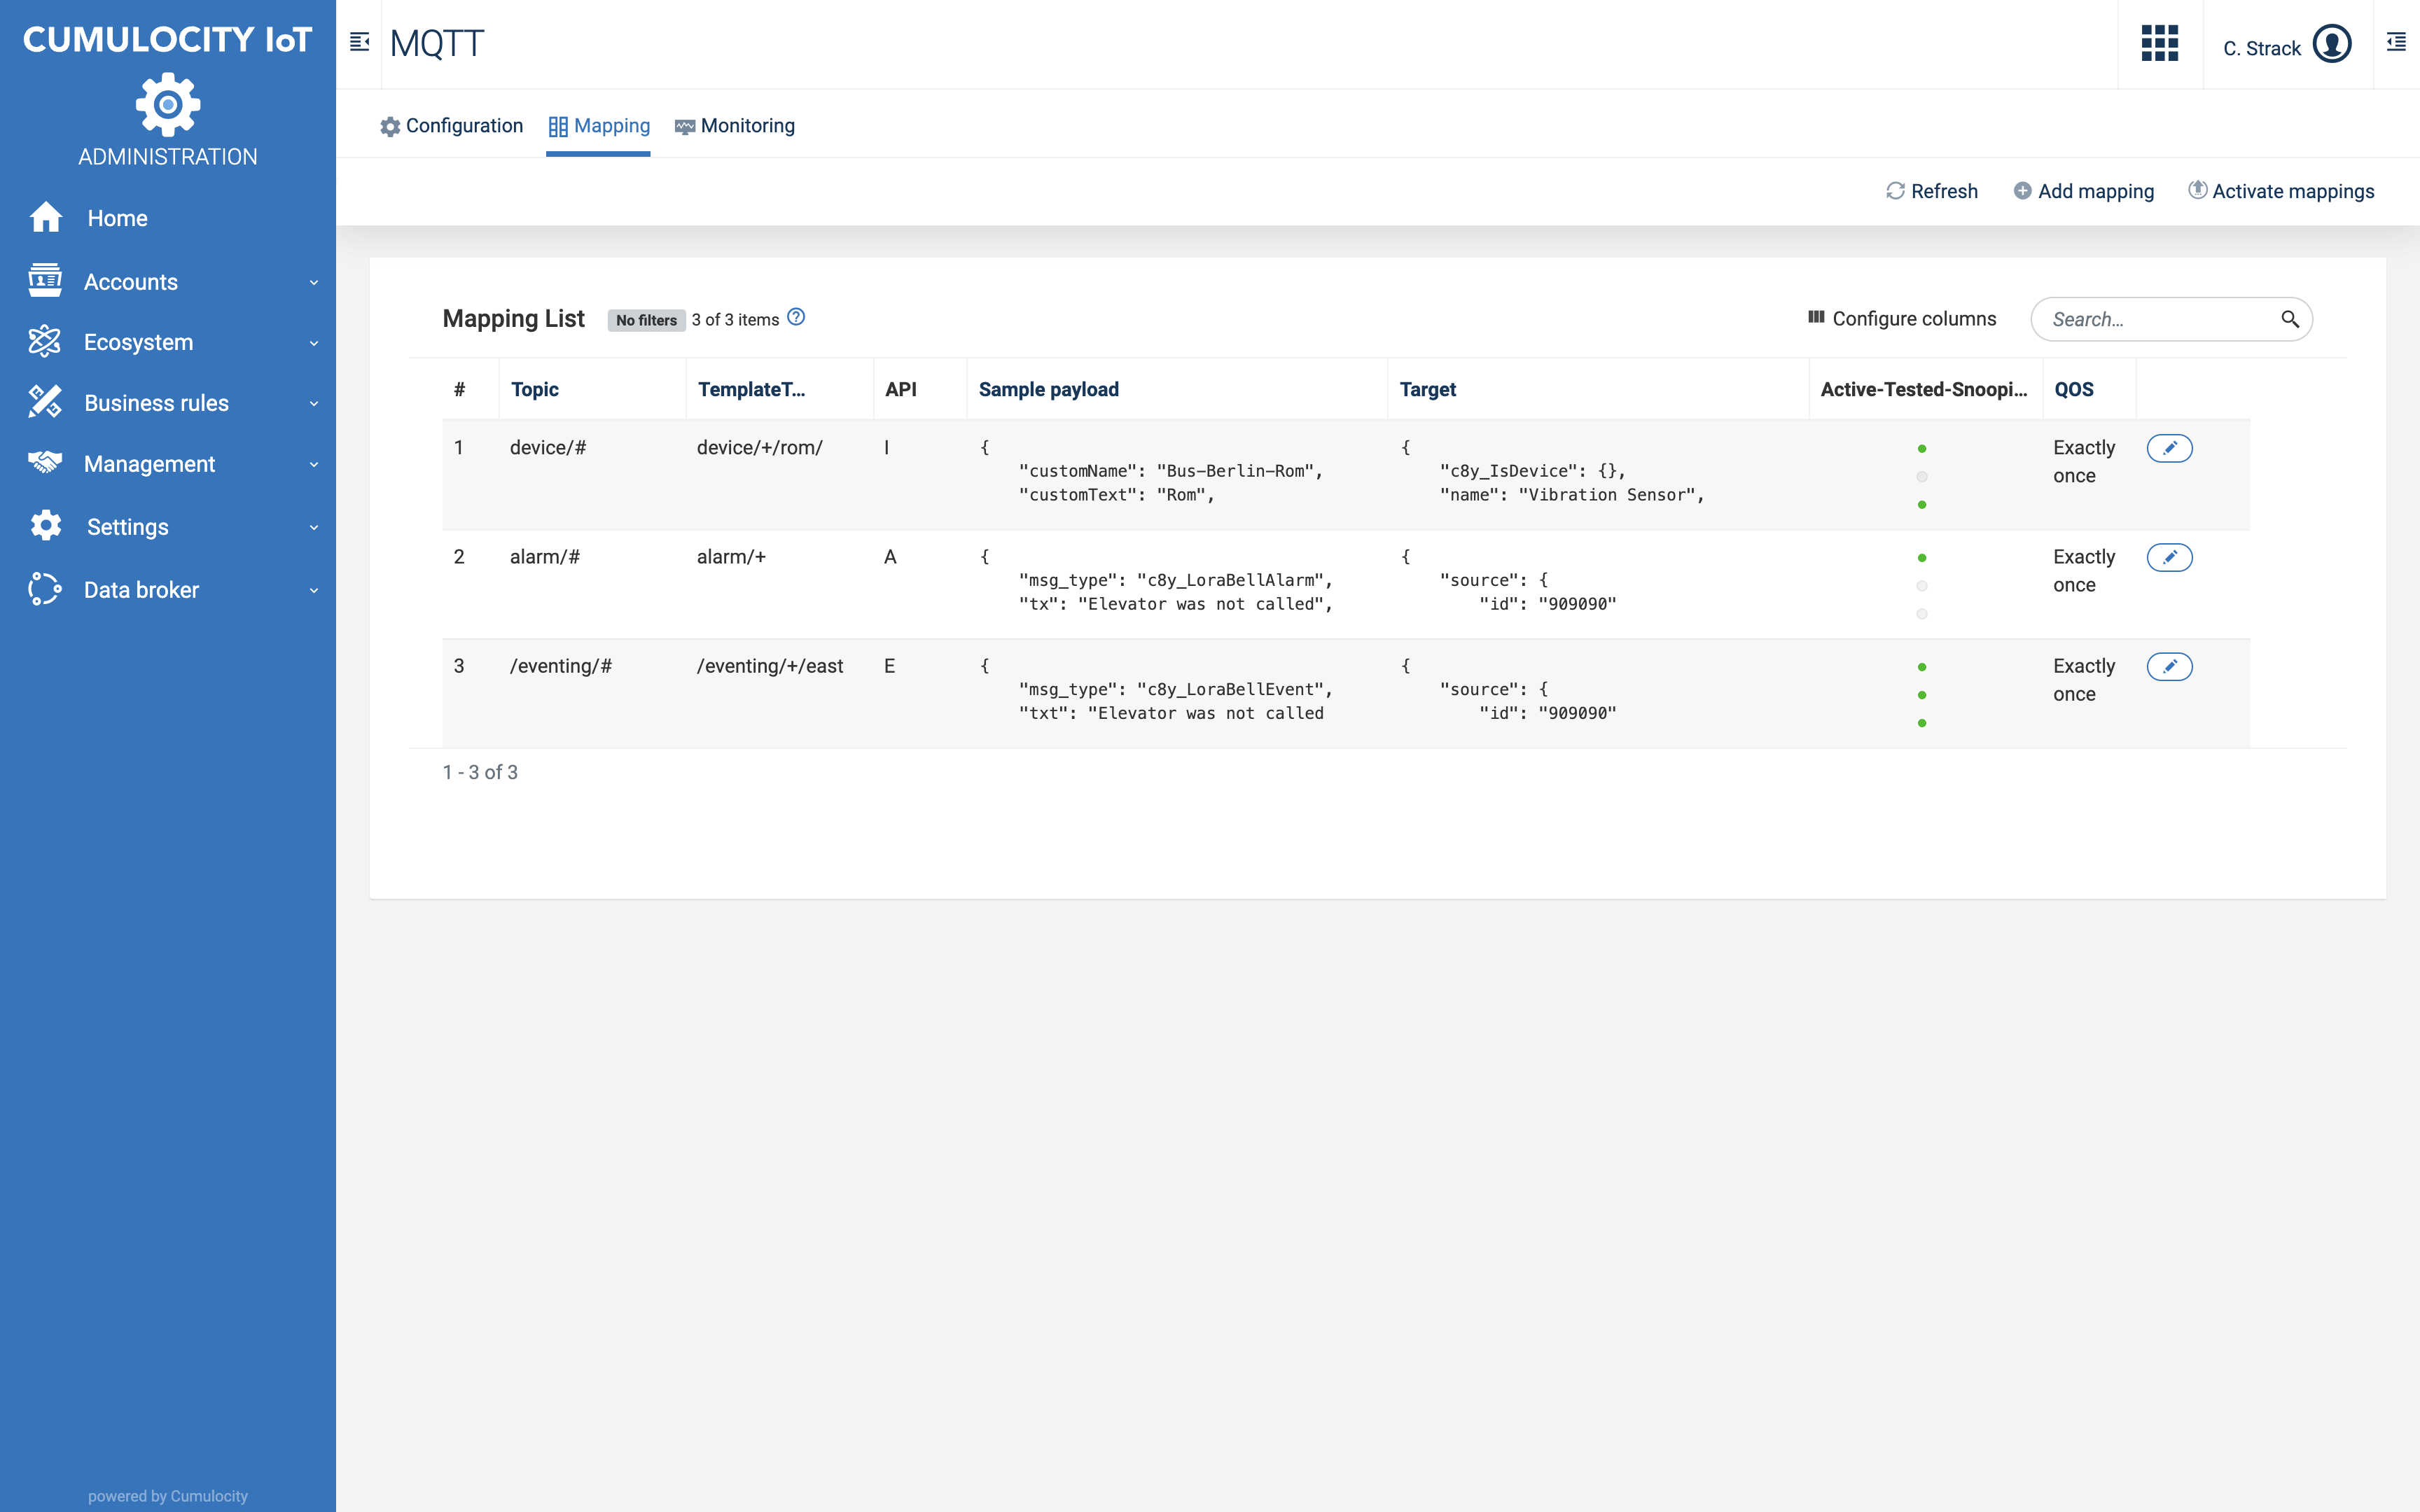 CUMULOCITY IoT
ADMINISTRATION
Home
Accounts
Ecosystem
Business rules
Management
Settings
Data broker
powered by Cumulocity
MQTT
C. Strack
Configuration Mapping Monitoring
Refresh Add mapping Activate mappings
Mapping List No filters 3 of 3 items ? Configure columns Search...
# Topic TemplateT... API Sample payload Target Active-Tested-Snoopi... QOS
1 device/# device/+/rom/ I { { Exactly once
"customName": "Bus-Berlin-Rom", "c8y_IsDevice": {},
"customText": "Rom", "name": "Vibration Sensor",
2 alarm/# alarm/+ A { { Exactly once
"msg_type": "c8y_LoraBellAlarm", "source": {
"tx": "Elevator was not called", "id": "909090"
3 /eventing/# /eventing/+/east E { { Exactly once
"msg_type": "c8y_LoraBellEvent", "source": {
"txt": "Elevator was not called "id": "909090"
1 - 3 of 3